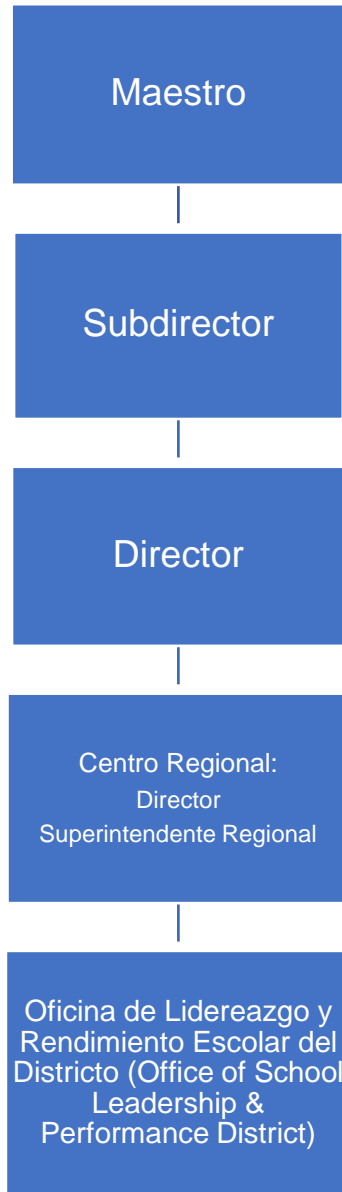 Maestro
Subdirector
Director
Centro Regional:
Director
Superintendente Regional
Oficina de Lidereazgo y
Rendimiento Escolar del
Districto (Office of School
Leadership &
Performance District)